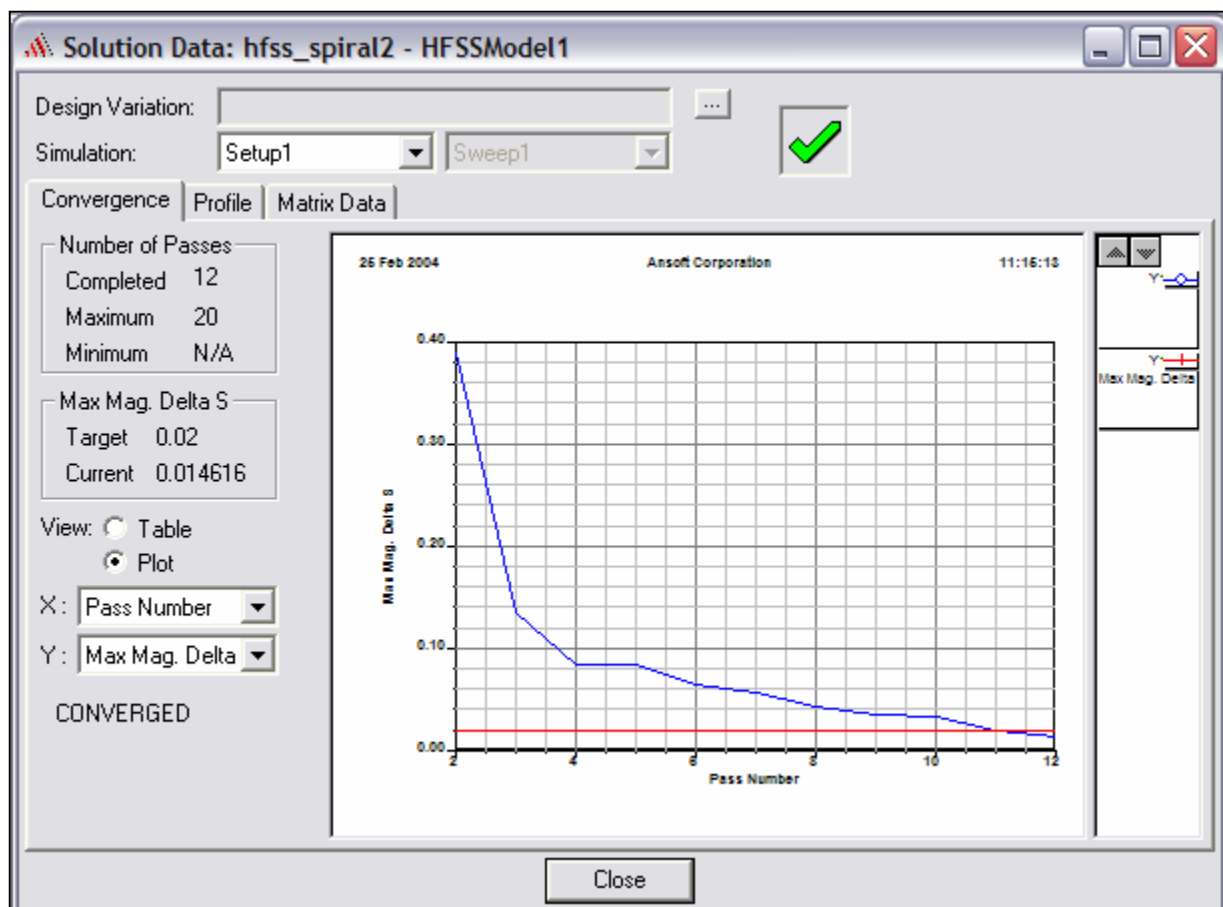 Solution Data: hfss_spiral2 - HFSSModel1
Design Variation:
...
Simulation:
Setup1
Sweep1
Convergence
Profile
Matrix Data
Number of Passes
Completed 12
Maximum 20
Minimum N/A
Max Mag. Delta S
Target 0.02
Current 0.014616
View:
Table
Plot
X : Pass Number
Y : Max Mag. Delta
CONVERGED
25 Feb 2004 Ansoft Corporation 11:15:13
0.40
0.30
0.20
0.10
0.00
Max Mag. Delta S
2 4 6 8 10 12
Pass Number
Y
Y
Max Mag. Delta
Close